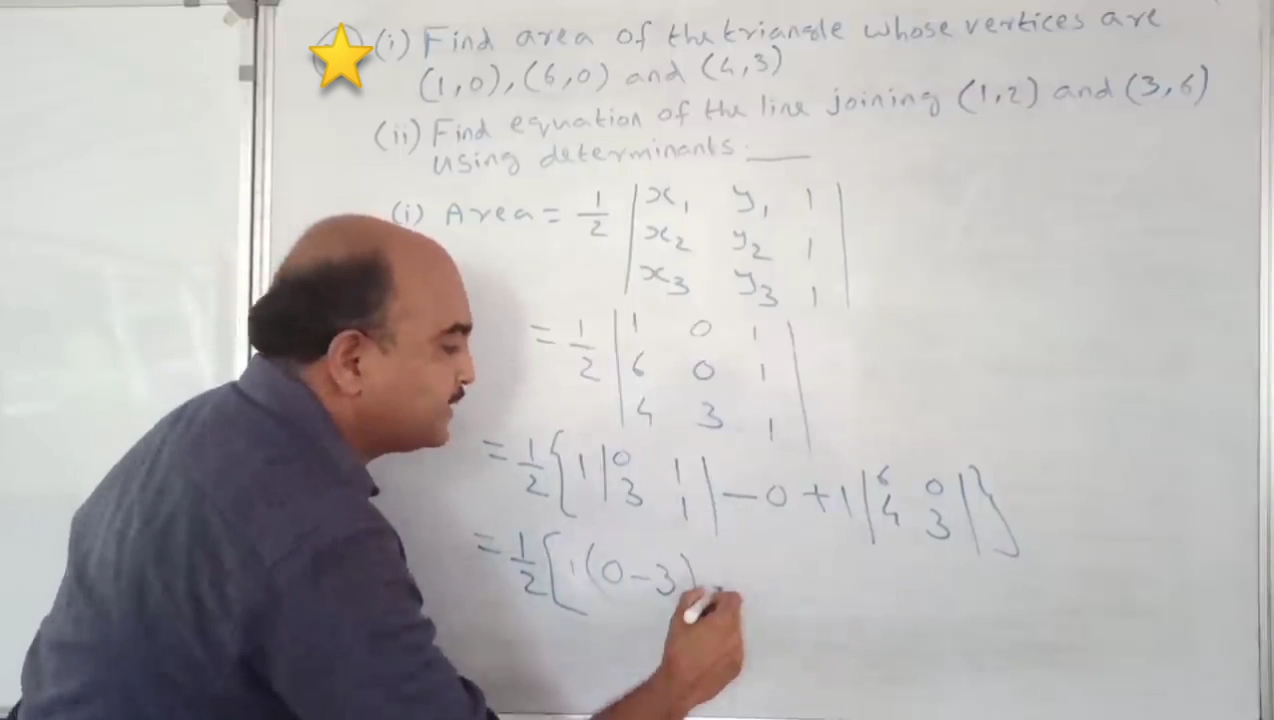 (i) Find area of the triangle whose vertices are
(1,0),(6,0) and (4,3)
(ii) Find equation of the line joining (1,2) and (3,6)
using determinants.
(i) Area = 1/2 | x₁ y₁ 1 |
| x₂ y₂ 1 |
| x₃ y₃ 1 |
= 1/2 | 1 0 1 |
| 6 0 1 |
| 4 3 1 |
= 1/2 { 1 | 0 1 | - 0 + 1 | 6 0 | }
| 3 1 | | 4 3 |
= 1/2 [ 1(0-3)